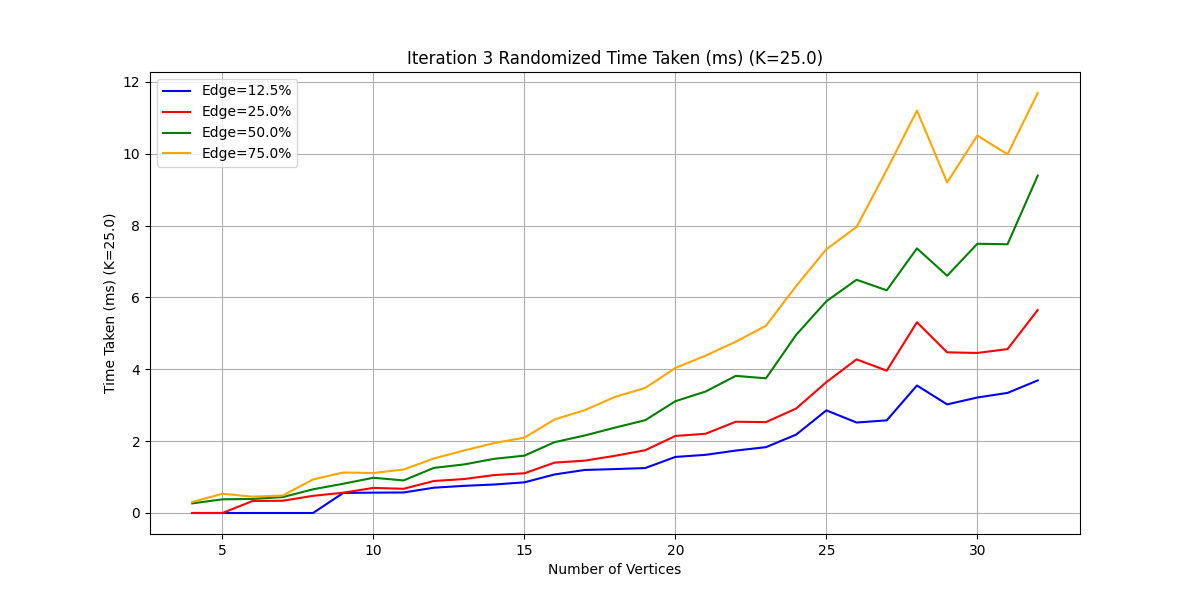 Iteration 3 Randomized Time Taken (ms) (K=25.0)
Edge=12.5%
Edge=25.0%
Edge=50.0%
Edge=75.0%
Time Taken (ms) (K=25.0)
12
10
8
6
4
2
0
5 10 15 20 25 30
Number of Vertices